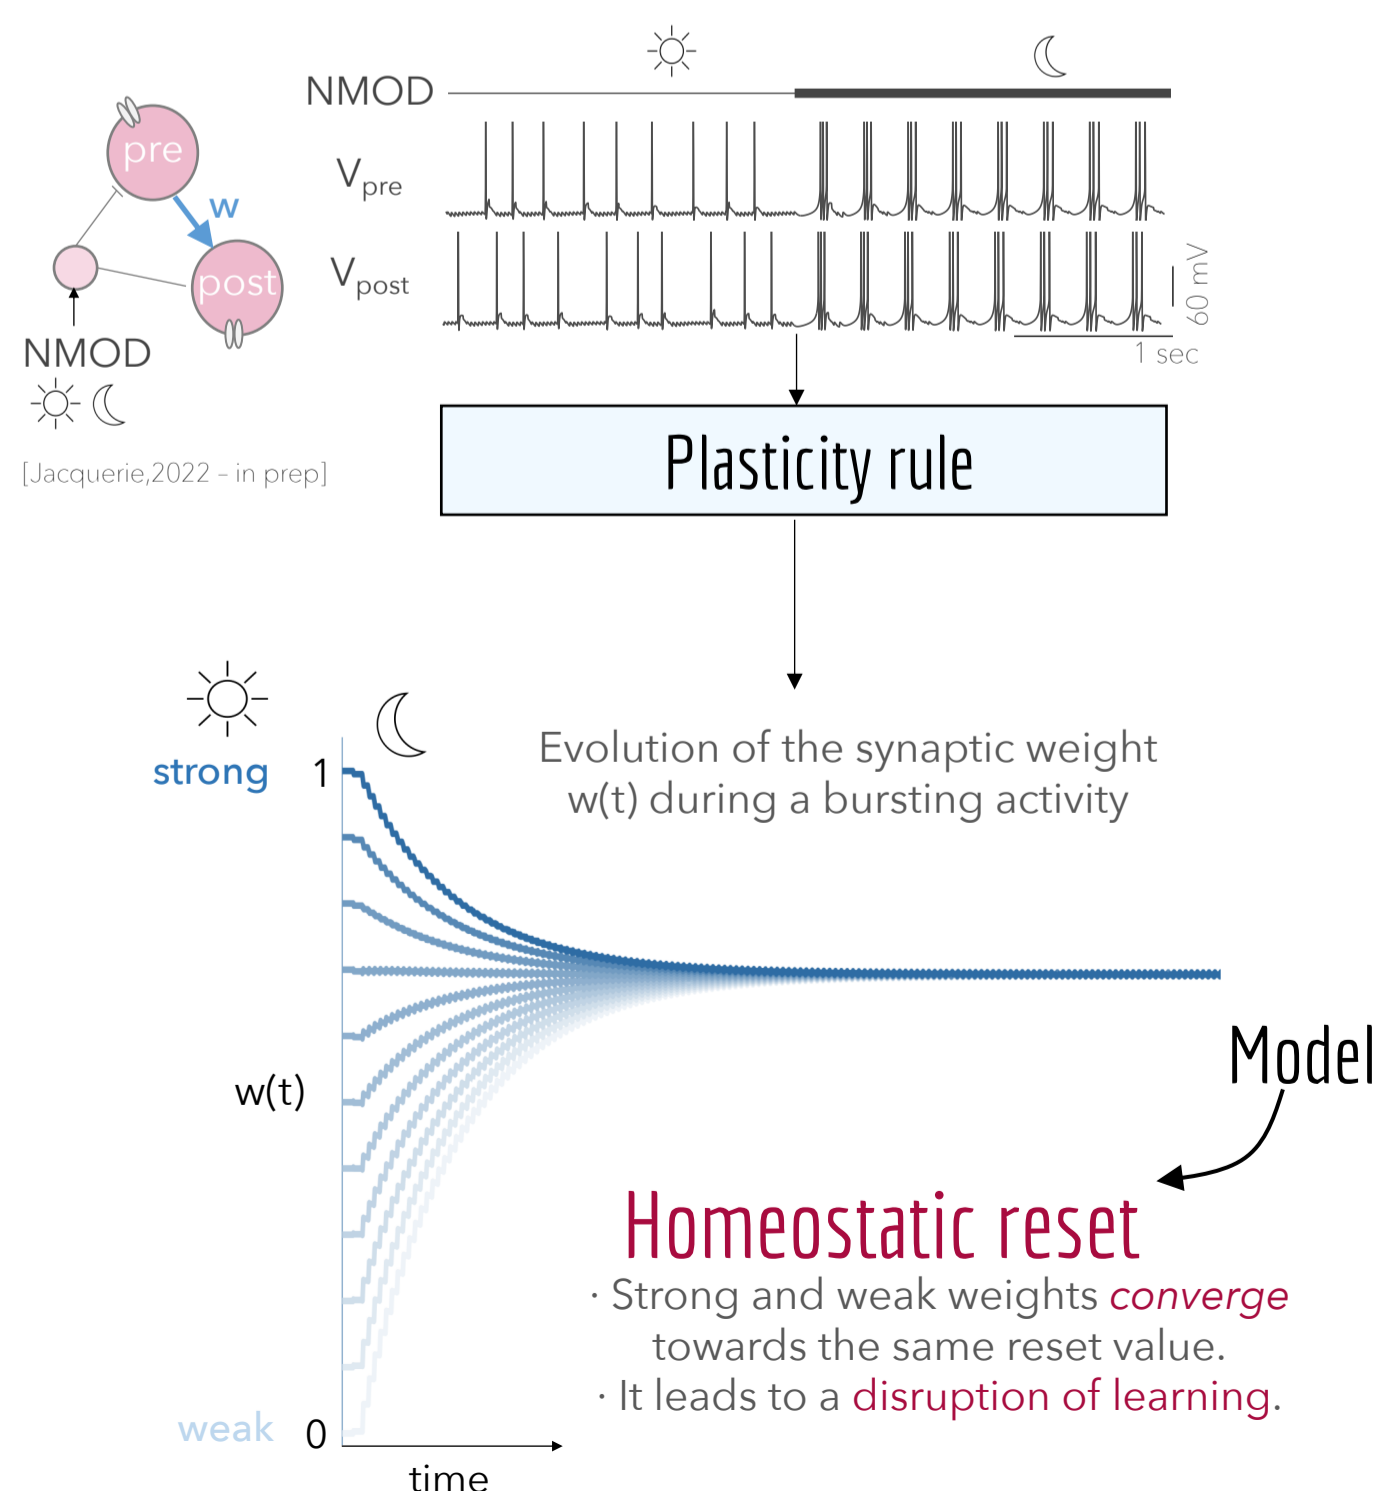 NMOD
V_pre
V_post
60 mV
1 sec
pre
w
post
NMOD
[Jacquerie,2022 – in prep]
Plasticity rule
Evolution of the synaptic weight
w(t) during a bursting activity
strong
1
w(t)
weak
0
time
Model
Homeostatic reset
· Strong and weak weights converge
towards the same reset value.
· It leads to a disruption of learning.